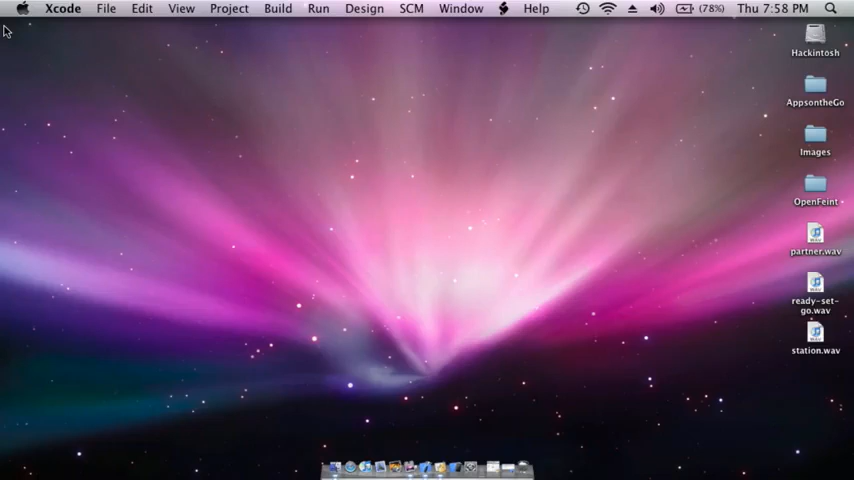 Xcode File Edit View Project Build Run Design SCM Window Help (78%) Thu 7:58 PM
Hackintosh
AppsontheGo
Images
OpenFeint
partner.wav
ready-set-
go.wav
station.wav